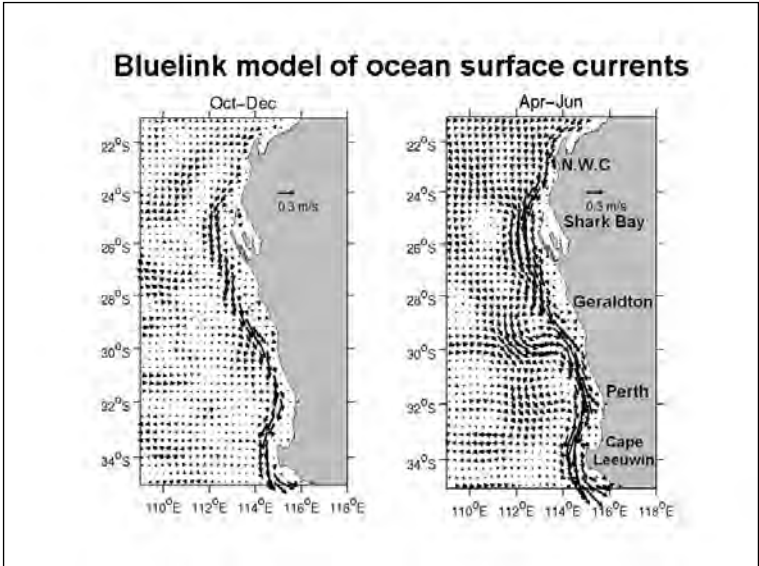 Bluelink model of ocean surface currents
Oct-Dec
22°S
24°S
26°S
28°S
30°S
32°S
34°S
0.3 m/s
110°E 112°E 114°E 116°E 118°E
Apr-Jun
22°S
24°S
26°S
28°S
30°S
32°S
34°S
N.W.C
0.3 m/s
Shark Bay
Geraldton
Perth
Cape
Leeuwin
110°E 112°E 114°E 116°E 118°E